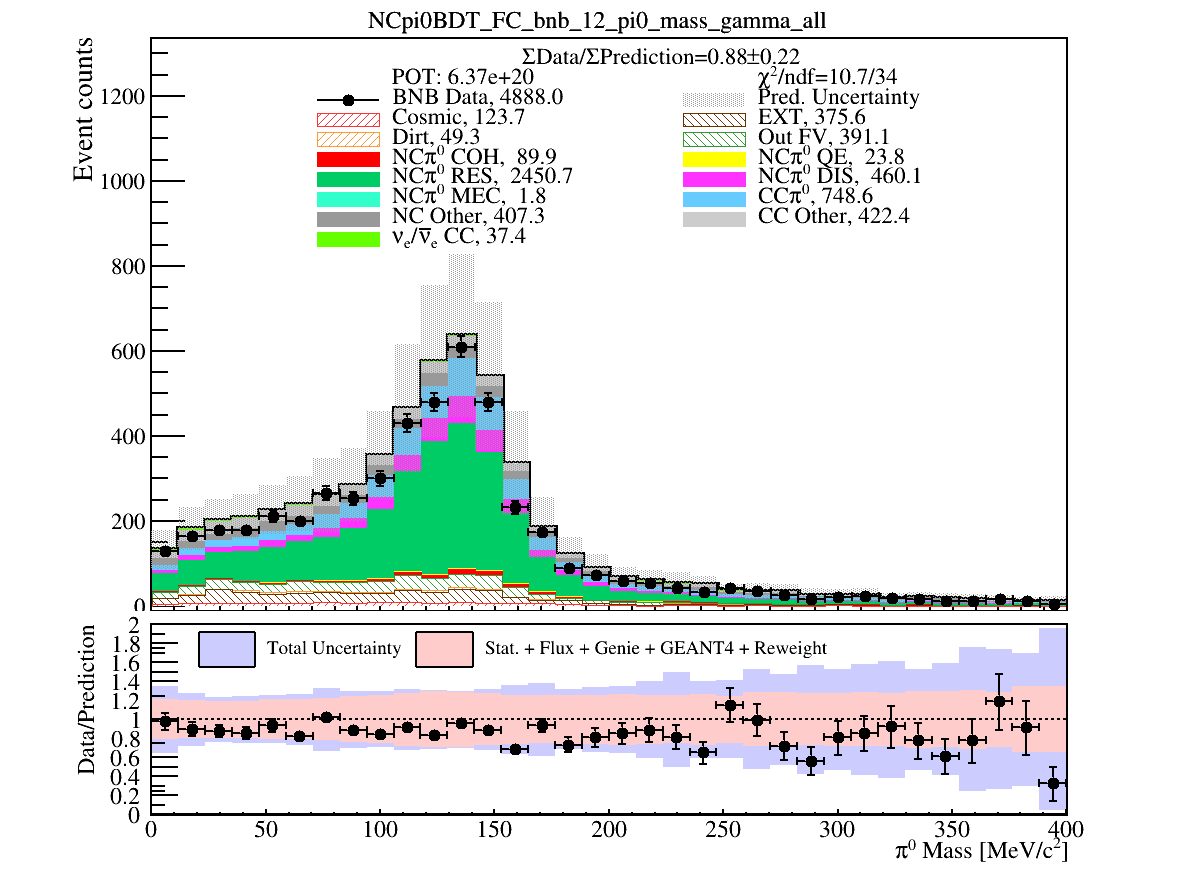 NCpi0BDT_FC_bnb_12_pi0_mass_gamma_all
ΣData/ΣPrediction=0.88±0.22
POT: 6.37e+20
χ²/ndf=10.7/34
BNB Data, 4888.0
Pred. Uncertainty
Cosmic, 123.7
EXT, 375.6
Dirt, 49.3
Out FV, 391.1
NCπ⁰ COH, 89.9
NCπ⁰ QE, 23.8
NCπ⁰ RES, 2450.7
NCπ⁰ DIS, 460.1
NCπ⁰ MEC, 1.8
CCπ⁰, 748.6
NC Other, 407.3
CC Other, 422.4
νₑ/ν̅ₑ CC, 37.4
Event counts
1200
1000
800
600
400
200
0
Total Uncertainty
Stat. + Flux + Genie + GEANT4 + Reweight
Data/Prediction
2
1.8
1.6
1.4
1.2
1
0.8
0.6
0.4
0.2
0
0 50 100 150 200 250 300 350 400
π⁰ Mass [MeV/c²]